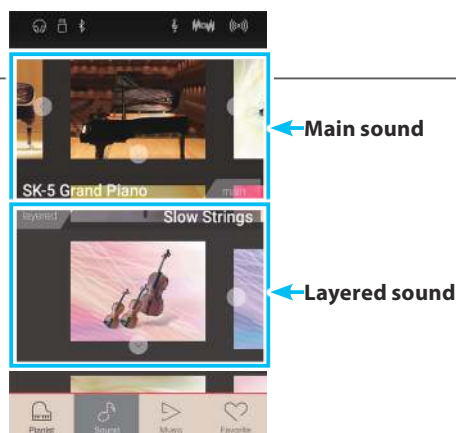 Main sound
SK-5 Grand Piano
main
layered
Slow Strings
Layered sound
Pianist
Sound
Music
Favorite